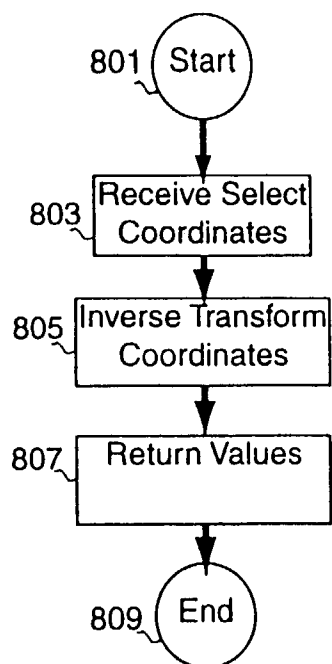 801
Start
803
Receive Select
Coordinates
805
Inverse Transform
Coordinates
807
Return Values
809
End